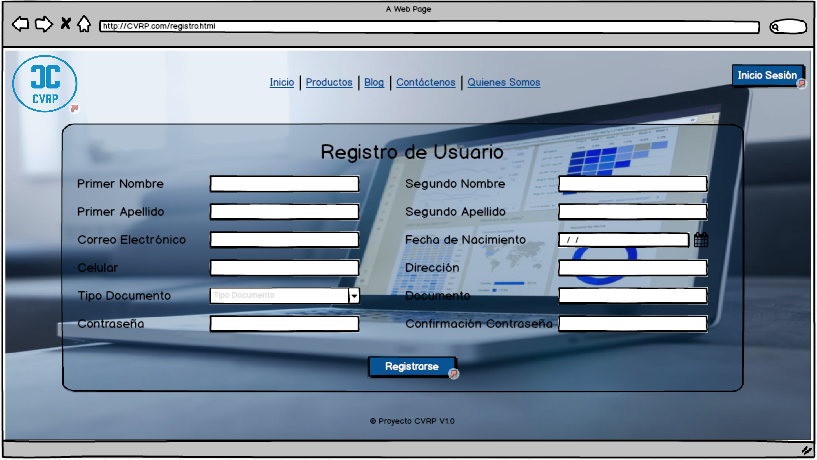 A Web Page
http://CVRP.com/registro.html
CVRP
Inicio | Productos | Blog | Contáctenos | Quienes Somos
Inicio Sesión
Registro de Usuario
Primer Nombre
Segundo Nombre
Primer Apellido
Segundo Apellido
Correo Electrónico
Fecha de Nacimiento
/ /
Celular
Dirección
Tipo Documento
Tipo Documento
Documento
Contraseña
Confirmación Contraseña
Registrarse
© Proyecto CVRP V1.0